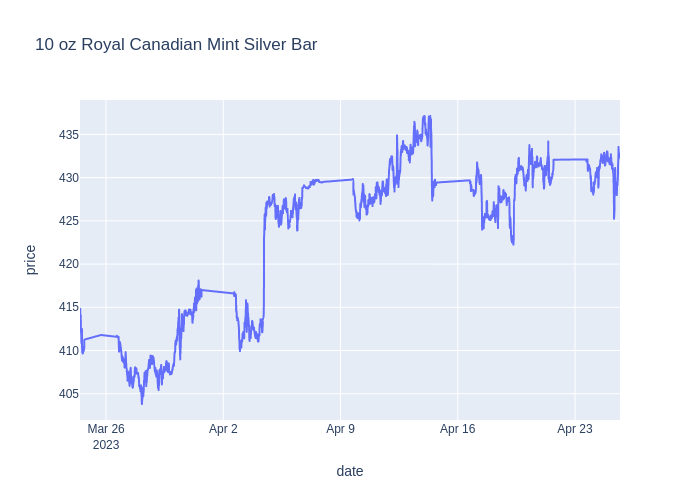 10 oz Royal Canadian Mint Silver Bar
price
435
430
425
420
415
410
405
Mar 26
2023
Apr 2
Apr 9
Apr 16
Apr 23
date